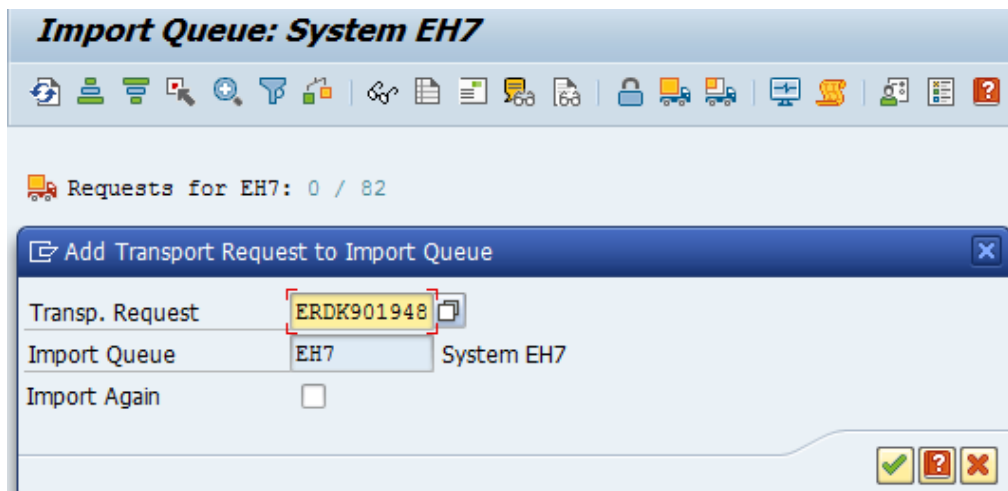 Import Queue: System EH7
Requests for EH7: 0 / 82
Add Transport Request to Import Queue
Transp. Request ERDK901948
Import Queue EH7 System EH7
Import Again